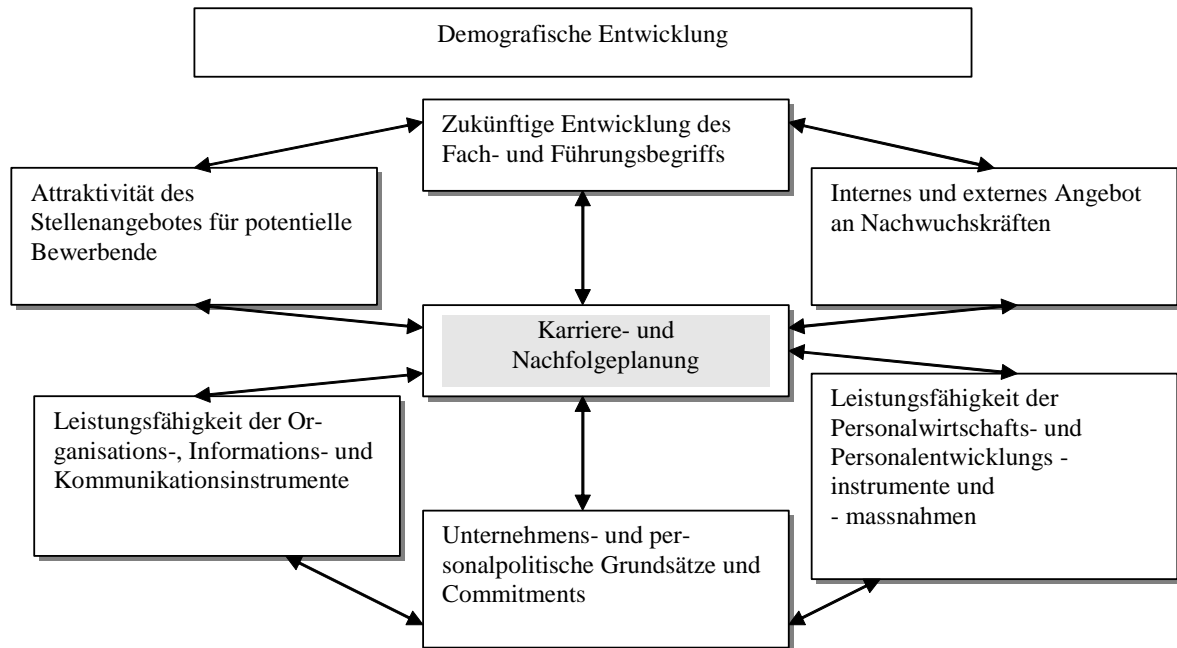 Demografische Entwicklung
Zukünftige Entwicklung des
Fach- und Führungsbegriffs
Attraktivität des
Stellenangebotes für potentielle
Bewerbende
Internes und externes Angebot
an Nachwuchskräften
Karriere- und
Nachfolgeplanung
Leistungsfähigkeit der Or-
ganisations-, Informations- und
Kommunikationsinstrumente
Leistungsfähigkeit der
Personalwirtschafts- und
Personalentwicklungs -
instrumente und
- massnahmen
Unternehmens- und per-
sonalpolitische Grundsätze und
Commitments